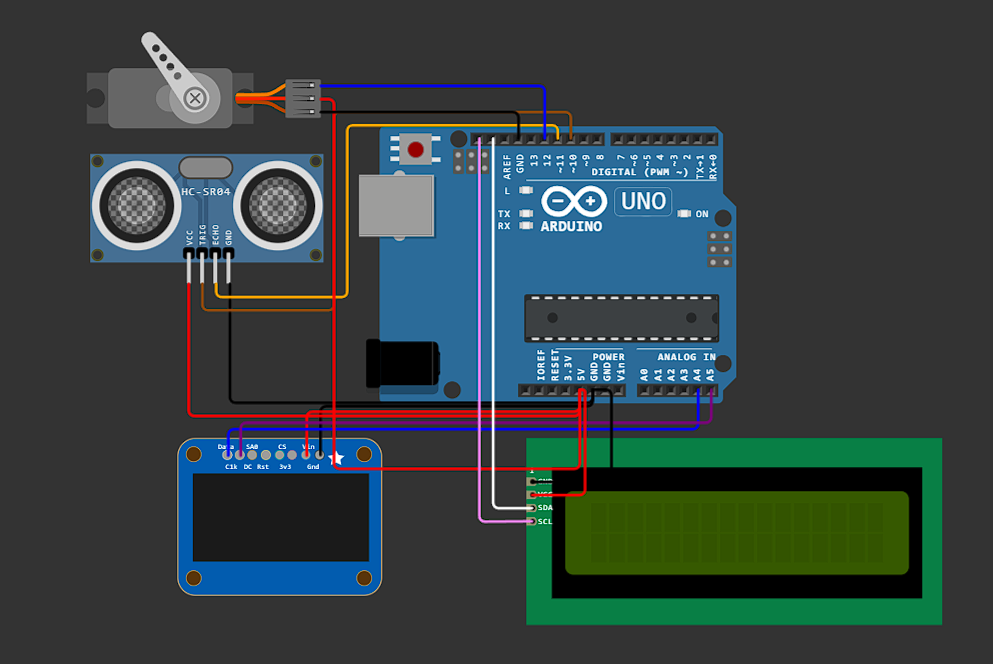 HC-SR04
VCC
TRIG
ECHO
GND
AREF
GND
13
12
~11
~10
~9
8
7
~6
~5
4
~3
2
TX→1
RX←0
DIGITAL (PWM ~)
L
TX
RX
UNO
ARDUINO
ON
IOREF
RESET
3.3V
5V
GND
GND
Vin
POWER
ANALOG IN
A0
A1
A2
A3
A4
A5
Data SA0 CS Vin
Clk DC Rst 3v3 Gnd
1
GND
VCC
SDA
SCL